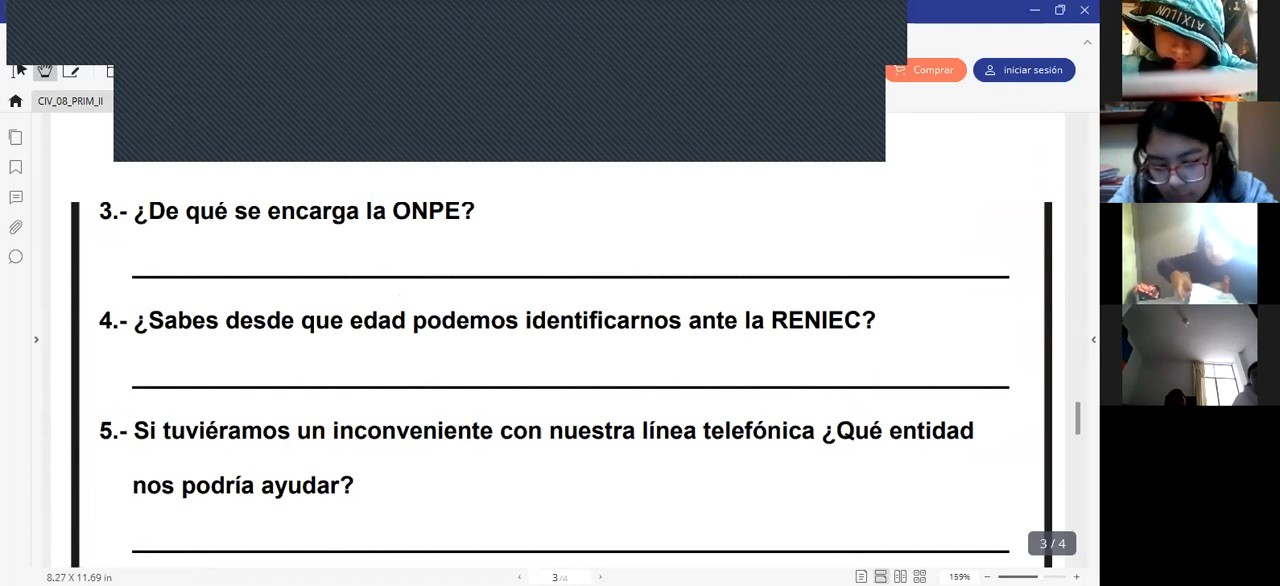 Comprar
iniciar sesión
CIV_08_PRIM_II
3.- ¿De qué se encarga la ONPE?
4.- ¿Sabes desde que edad podemos identificarnos ante la RENIEC?
5.- Si tuviéramos un inconveniente con nuestra línea telefónica ¿Qué entidad
nos podría ayudar?
3 / 4
8.27 X 11.69 in
3 /4
159%